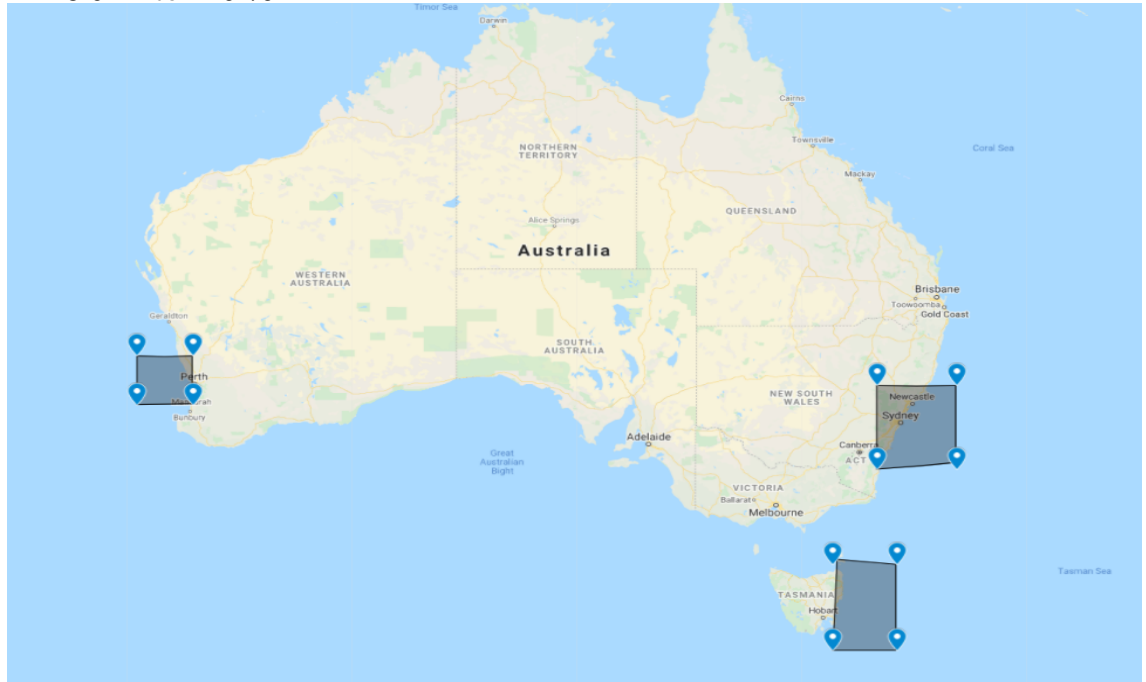 Timor Sea
Darwin
Cairns
Townsville
Coral Sea
NORTHERN
TERRITORY
Mackay
QUEENSLAND
Alice Springs
Australia
WESTERN
AUSTRALIA
Brisbane
Toowoomba
Gold Coast
Geraldton
SOUTH
AUSTRALIA
Perth
NEW SOUTH
WALES
Newcastle
Bunbury
Sydney
Adelaide
Canberra
ACT
Great
Australian
Bight
VICTORIA
Ballarat
Melbourne
Tasman Sea
TASMANIA
Hobart